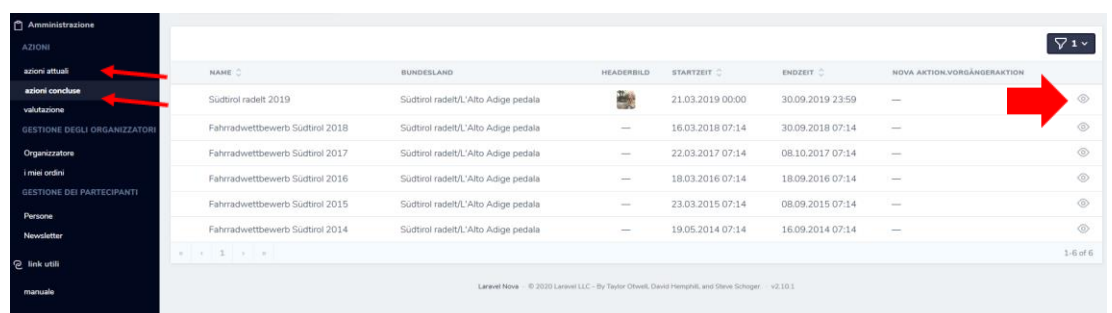 Amministrazione
AZIONI
azioni attuali
azioni concluse
valutazione
GESTIONE DEGLI ORGANIZZATORI
Organizzatore
i miei ordini
GESTIONE DEI PARTECIPANTI
Persone
Newsletter
link utili
manuale
1
NAME BUNDESLAND HEADERBILD STARTZEIT ENDZEIT NOVA AKTION.VORGÄNGERAKTION
Südtirol radelt 2019 Südtirol radelt/L'Alto Adige pedala 21.03.2019 00:00 30.09.2019 23:59 —
Fahrradwettbewerb Südtirol 2018 Südtirol radelt/L'Alto Adige pedala — 16.03.2018 07:14 30.09.2018 07:14 —
Fahrradwettbewerb Südtirol 2017 Südtirol radelt/L'Alto Adige pedala — 22.03.2017 07:14 08.10.2017 07:14 —
Fahrradwettbewerb Südtirol 2016 Südtirol radelt/L'Alto Adige pedala — 18.03.2016 07:14 18.09.2016 07:14 —
Fahrradwettbewerb Südtirol 2015 Südtirol radelt/L'Alto Adige pedala — 23.03.2015 07:14 08.09.2015 07:14 —
Fahrradwettbewerb Südtirol 2014 Südtirol radelt/L'Alto Adige pedala — 19.05.2014 07:14 16.09.2014 07:14 —
« ‹ 1 › » 1-6 of 6
Laravel Nova · © 2020 Laravel LLC - By Taylor Otwell, David Hemphill, and Steve Schoger. · v2.10.1